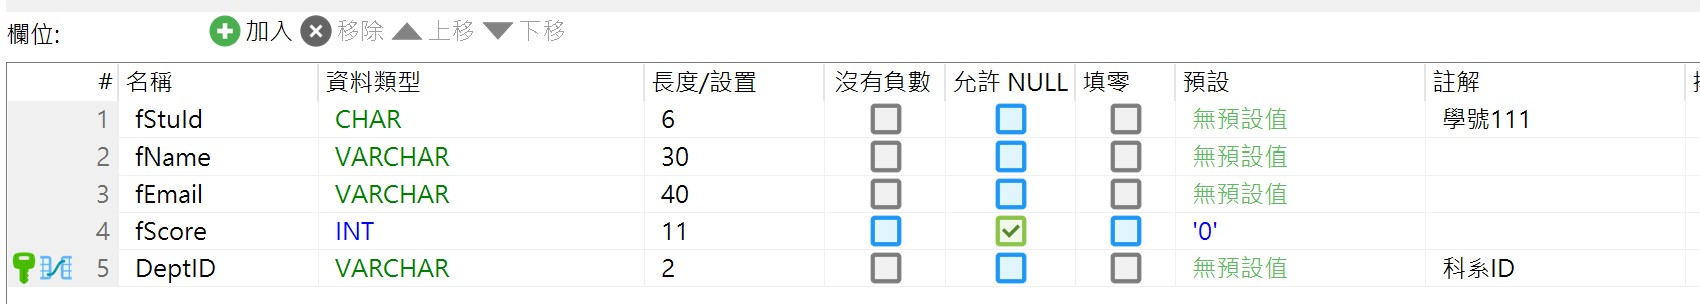 欄位: 加入 移除 上移 下移
# 名稱 資料類型 長度/設置 沒有負數 允許 NULL 填零 預設 註解
1 fStuId CHAR 6 無預設值 學號111
2 fName VARCHAR 30 無預設值
3 fEmail VARCHAR 40 無預設值
4 fScore INT 11 '0'
5 DeptID VARCHAR 2 無預設值 科系ID